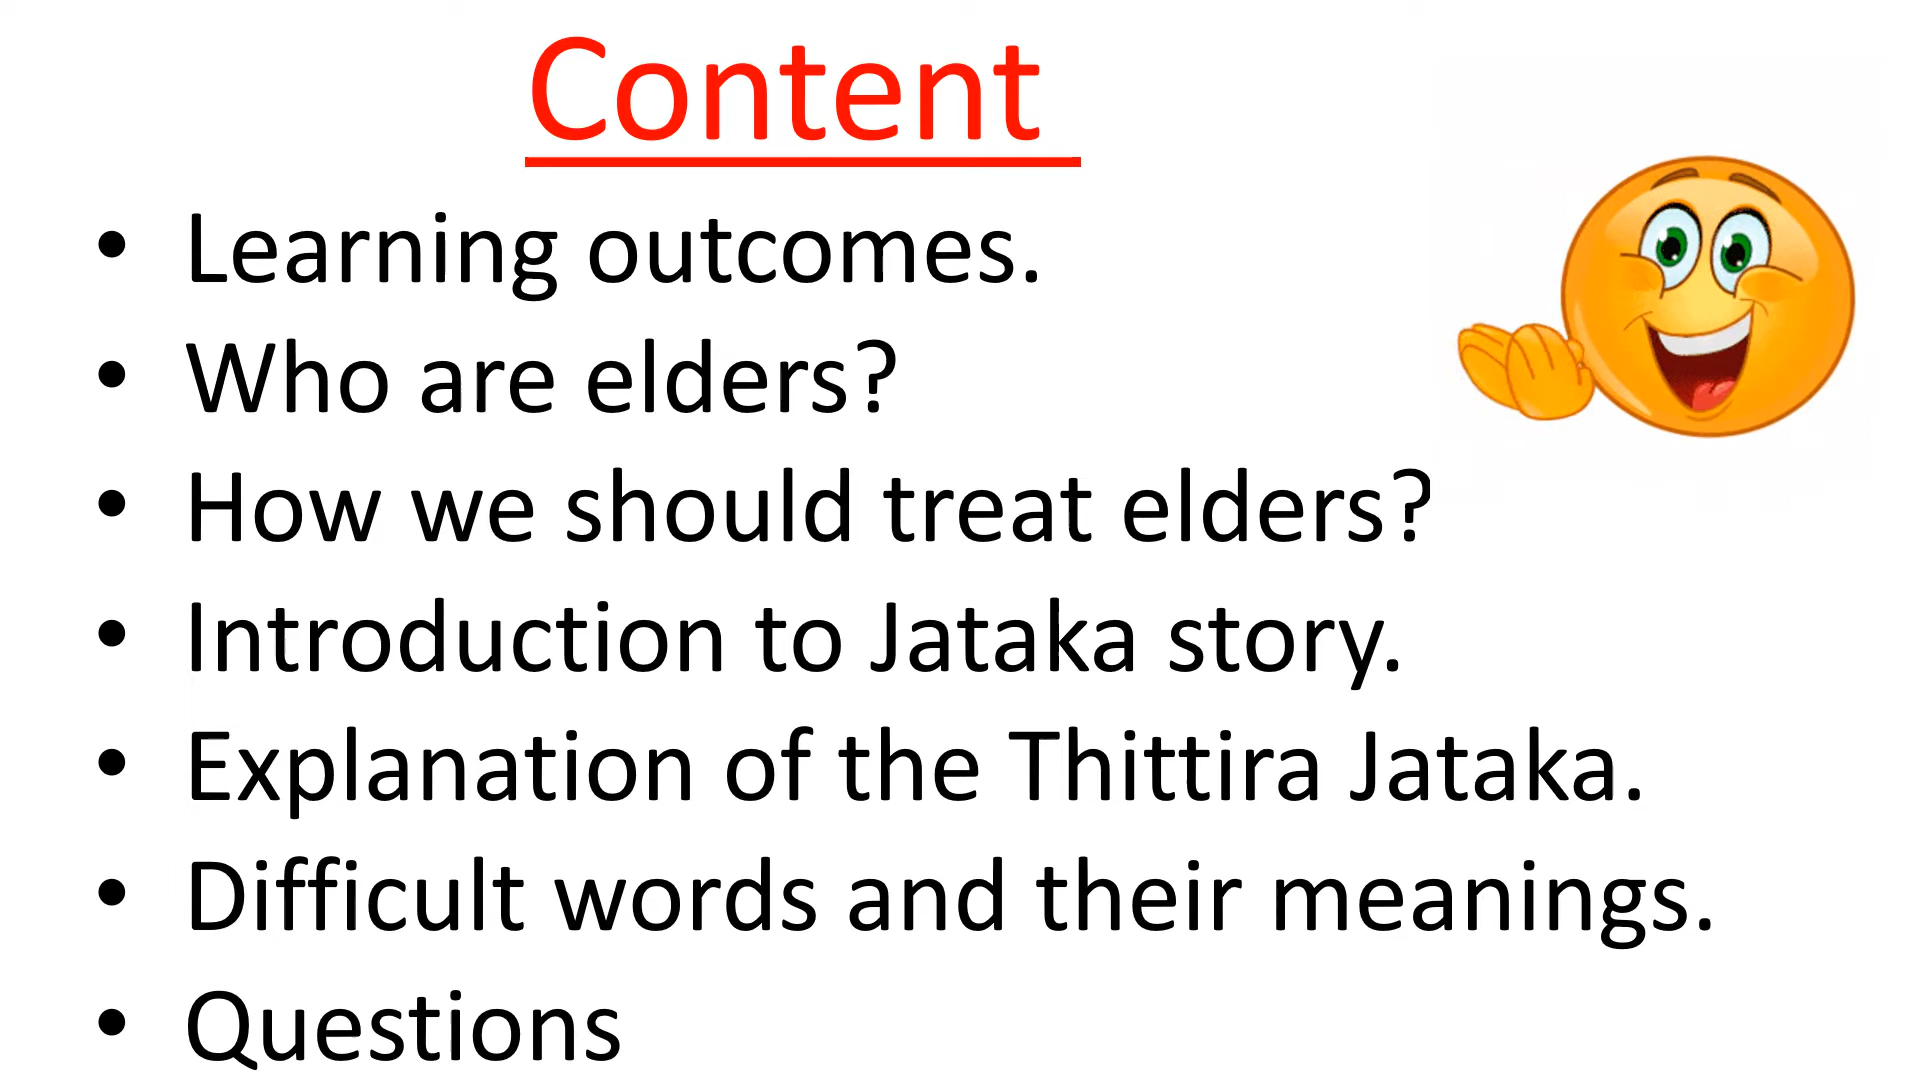 Content
• Learning outcomes.
• Who are elders?
• How we should treat elders?
• Introduction to Jataka story.
• Explanation of the Thittira Jataka.
• Difficult words and their meanings.
• Questions